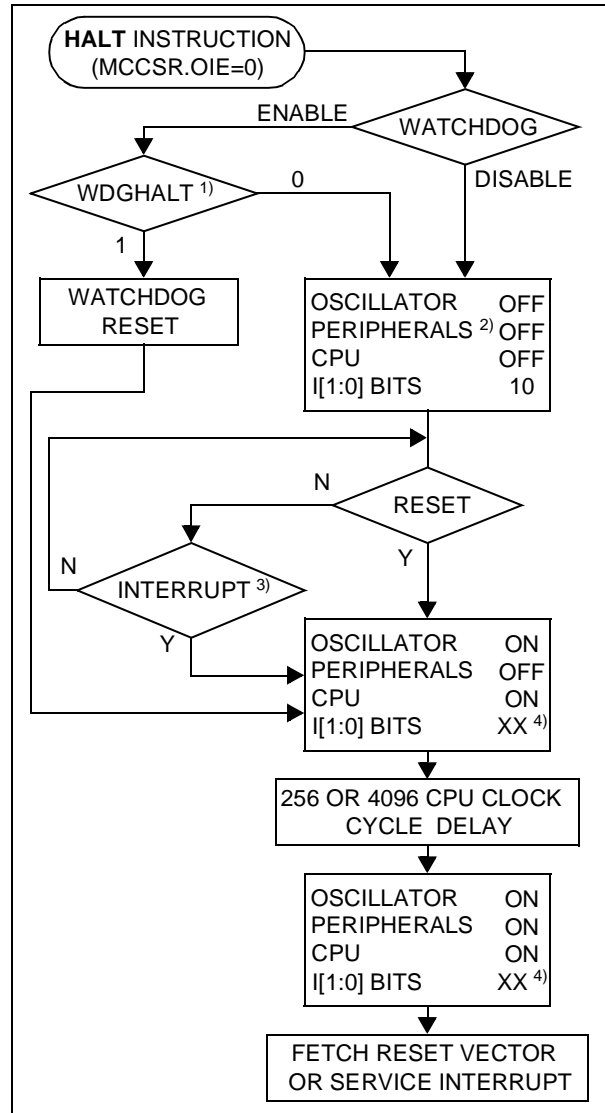 HALT INSTRUCTION
(MCCSR.OIE=0)
ENABLE
WATCHDOG
WDGHALT 1)
0
DISABLE
1
WATCHDOG
RESET
OSCILLATOR OFF
PERIPHERALS 2) OFF
CPU OFF
I[1:0] BITS 10
N
RESET
N
Y
INTERRUPT 3)
Y
OSCILLATOR ON
PERIPHERALS OFF
CPU ON
I[1:0] BITS XX 4)
256 OR 4096 CPU CLOCK
CYCLE DELAY
OSCILLATOR ON
PERIPHERALS ON
CPU ON
I[1:0] BITS XX 4)
FETCH RESET VECTOR
OR SERVICE INTERRUPT